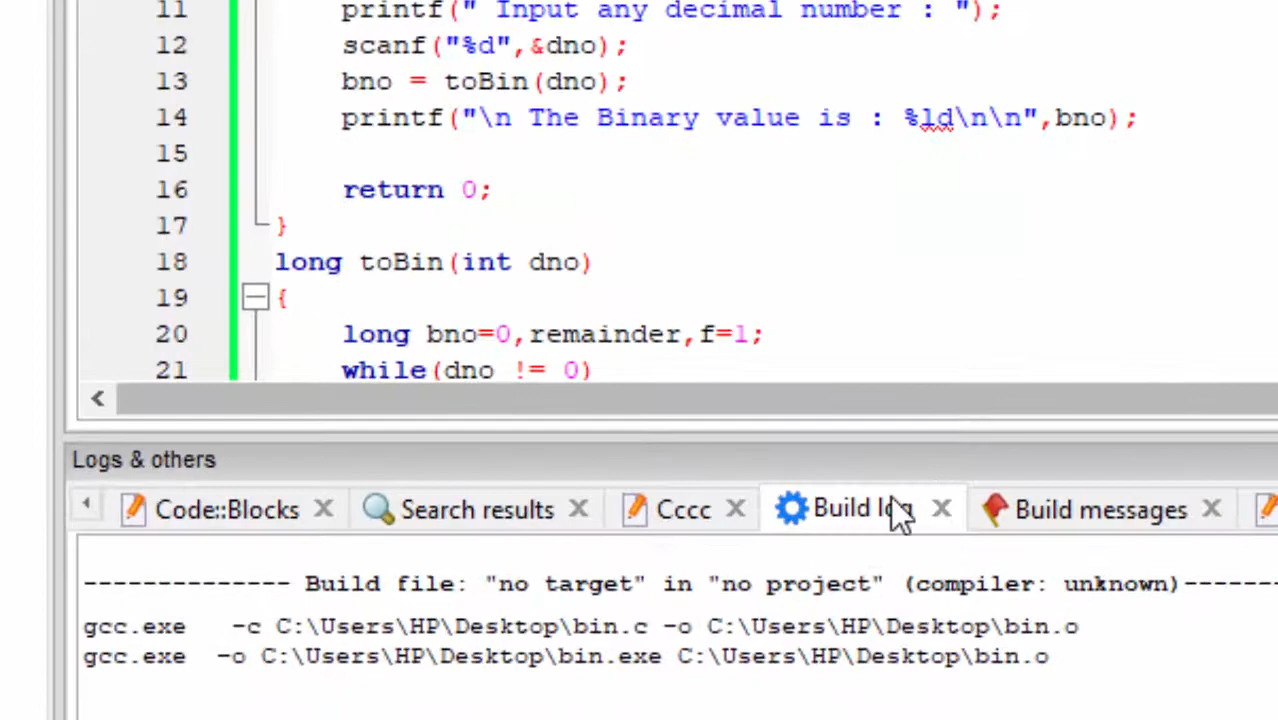 11 printf(" Input any decimal number : ");
12 scanf("%d",&dno);
13 bno = toBin(dno);
14 printf("\n The Binary value is : %ld\n\n",bno);
15
16 return 0;
17 }
18 long toBin(int dno)
19 {
20 long bno=0,remainder,f=1;
21 while(dno != 0)
Logs & others
Code::Blocks Search results Cccc Build log Build messages
-------------- Build file: "no target" in "no project" (compiler: unknown)-------
gcc.exe -c C:\Users\HP\Desktop\bin.c -o C:\Users\HP\Desktop\bin.o
gcc.exe -o C:\Users\HP\Desktop\bin.exe C:\Users\HP\Desktop\bin.o